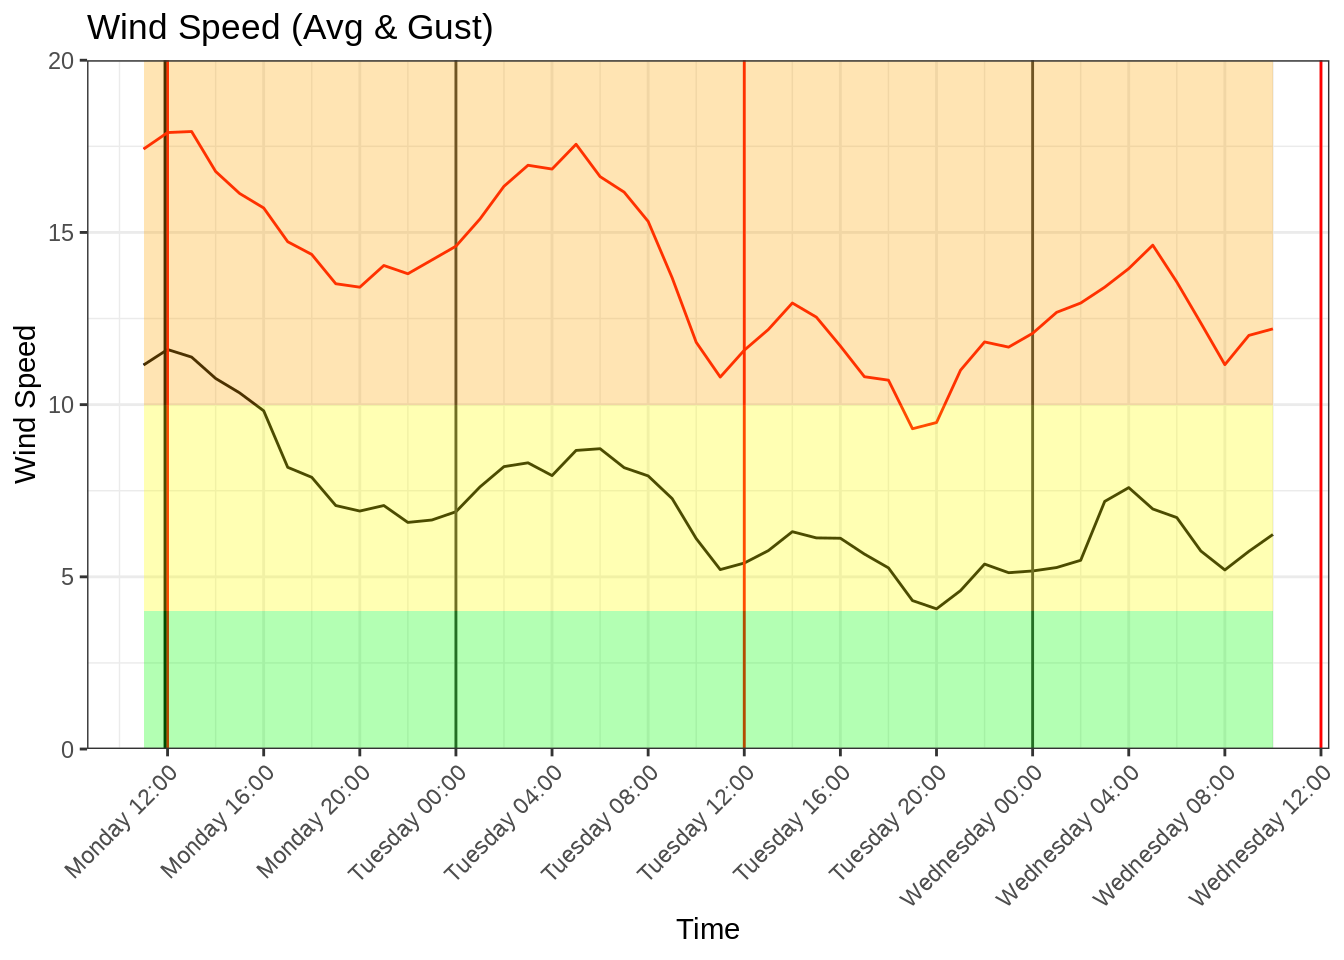 Wind Speed (Avg & Gust)
20
15
10
5
0
Wind Speed
Monday 12:00
Monday 16:00
Monday 20:00
Tuesday 00:00
Tuesday 04:00
Tuesday 08:00
Tuesday 12:00
Tuesday 16:00
Tuesday 20:00
Wednesday 00:00
Wednesday 04:00
Wednesday 08:00
Wednesday 12:00
Time